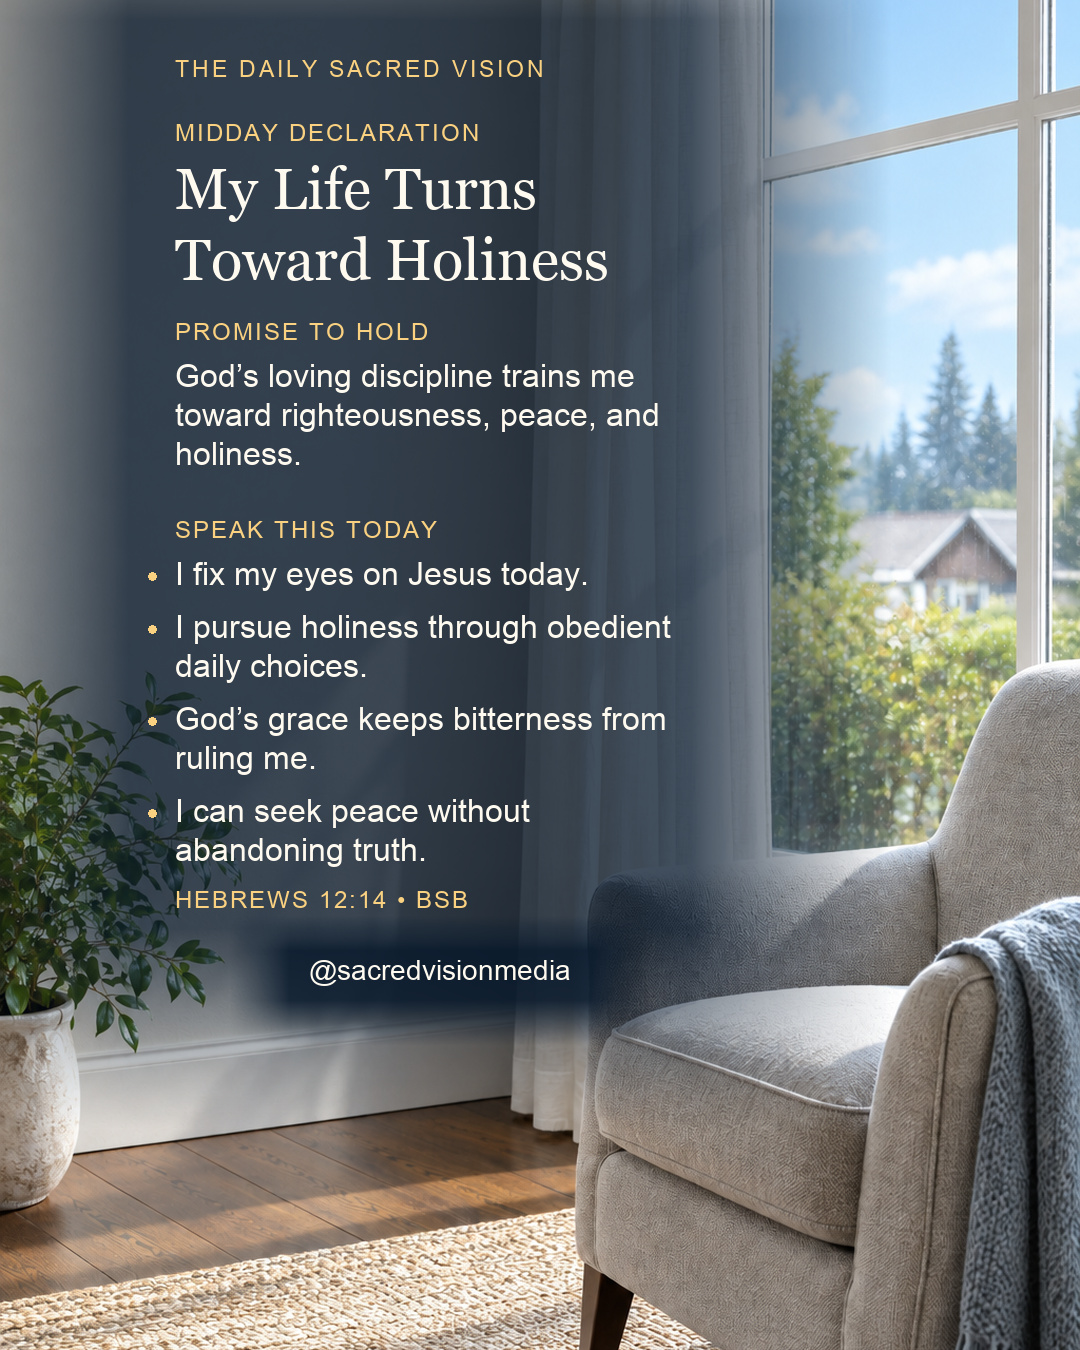 THE DAILY SACRED VISION
MIDDAY DECLARATION
My Life Turns
Toward Holiness
PROMISE TO HOLD
God’s loving discipline trains me
toward righteousness, peace, and
holiness.
SPEAK THIS TODAY
• I fix my eyes on Jesus today.
• I pursue holiness through obedient
daily choices.
• God’s grace keeps bitterness from
ruling me.
• I can seek peace without
abandoning truth.
HEBREWS 12:14 • BSB
@sacredvisionmedia